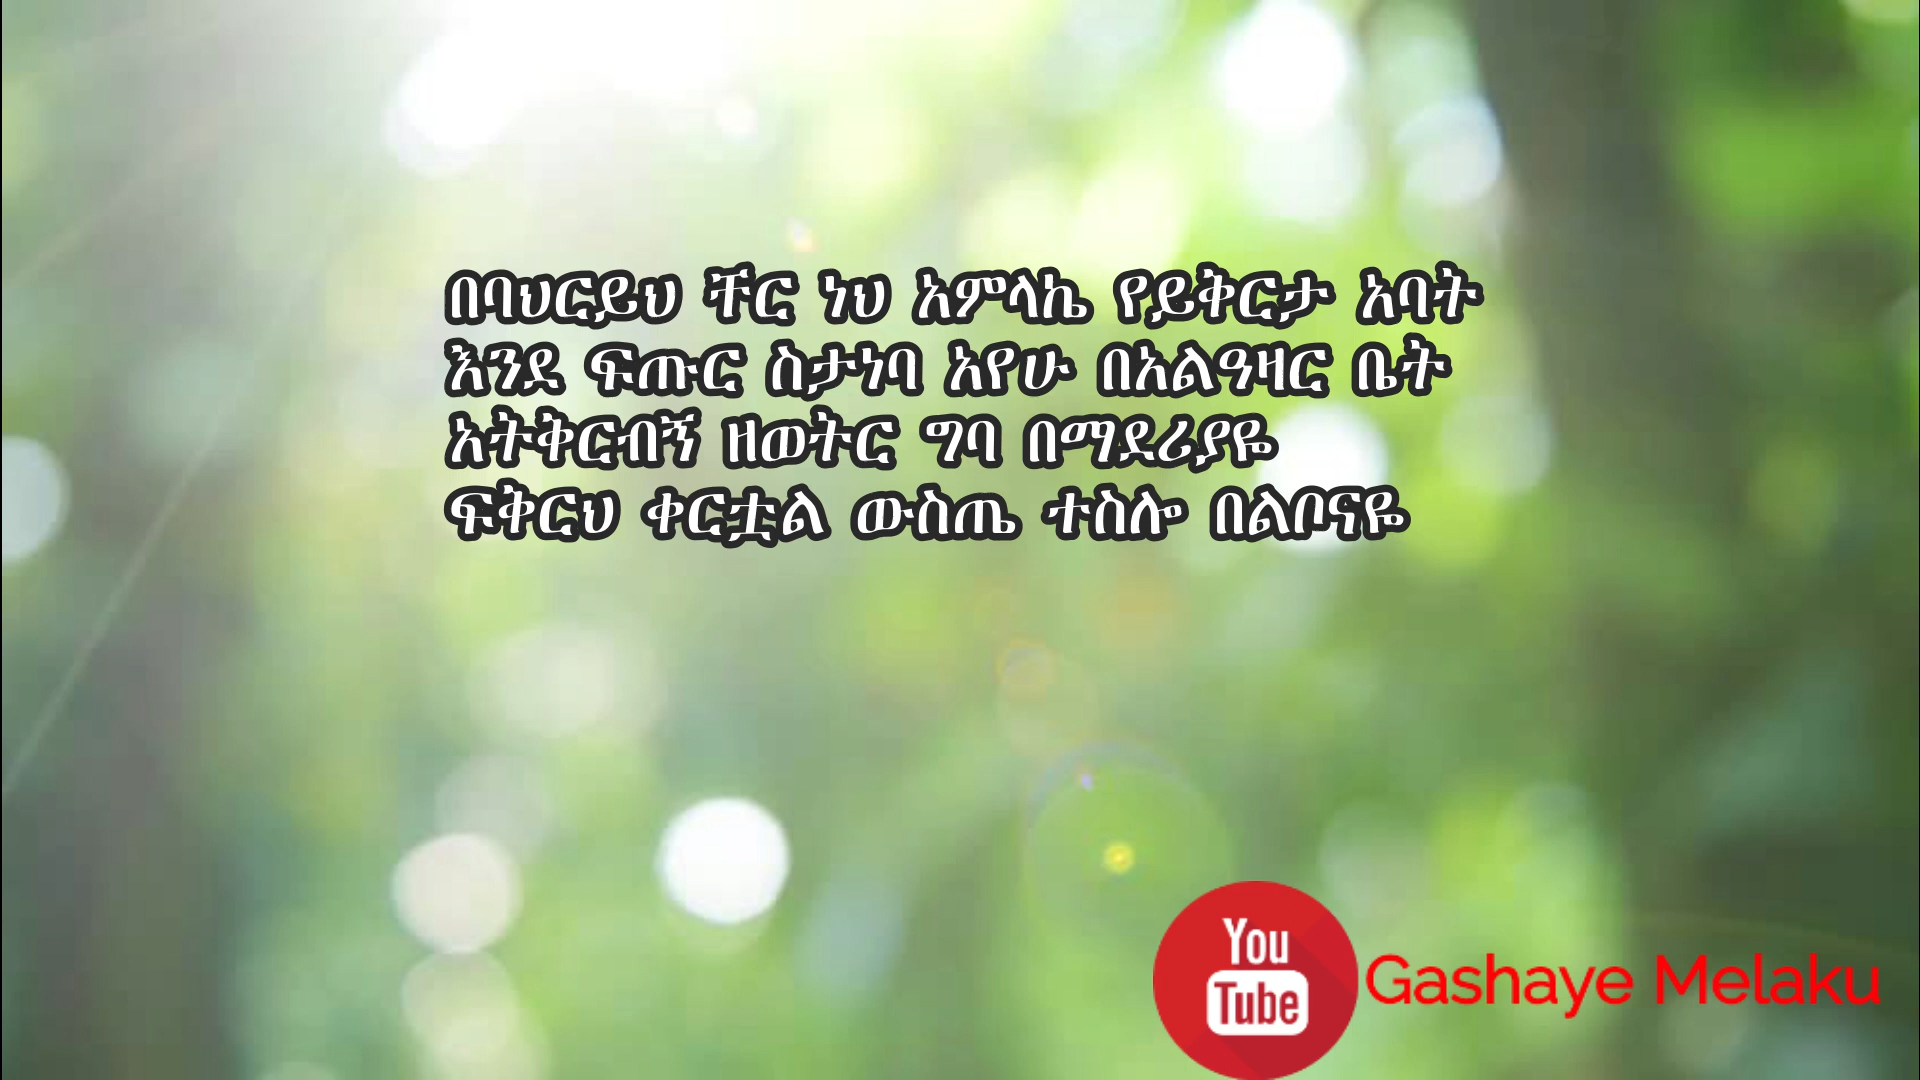 በባህርይህ ቸር ነህ አምላኬ የይቅርታ አባት
እንደ ፍጡር ስታነባ አየሁ በአልዓዛር ቤት
አትቅርብኝ ዘወትር ግባ በማደሪያዬ
ፍቅርህ ቀርቷል ውስጤ ተስሎ በልቦናዬ
You
Tube
Gashaye Melaku